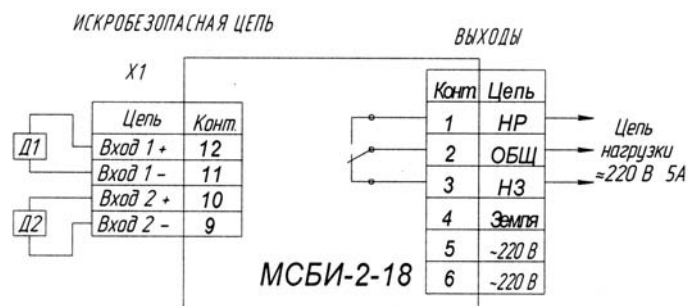 ИСКРОБЕЗОПАСНАЯ ЦЕПЬ
ВЫХОДЫ
X1
Цепь Конт.
Вход 1 + 12
Вход 1 – 11
Вход 2 + 10
Вход 2 – 9
Д1
Д2
Конт Цепь
1 НР
2 ОБЩ
3 НЗ
4 Земля
5 ~220 В
6 ~220 В
Цепь
нагрузки
≈220 В 5А
МСБИ-2-18